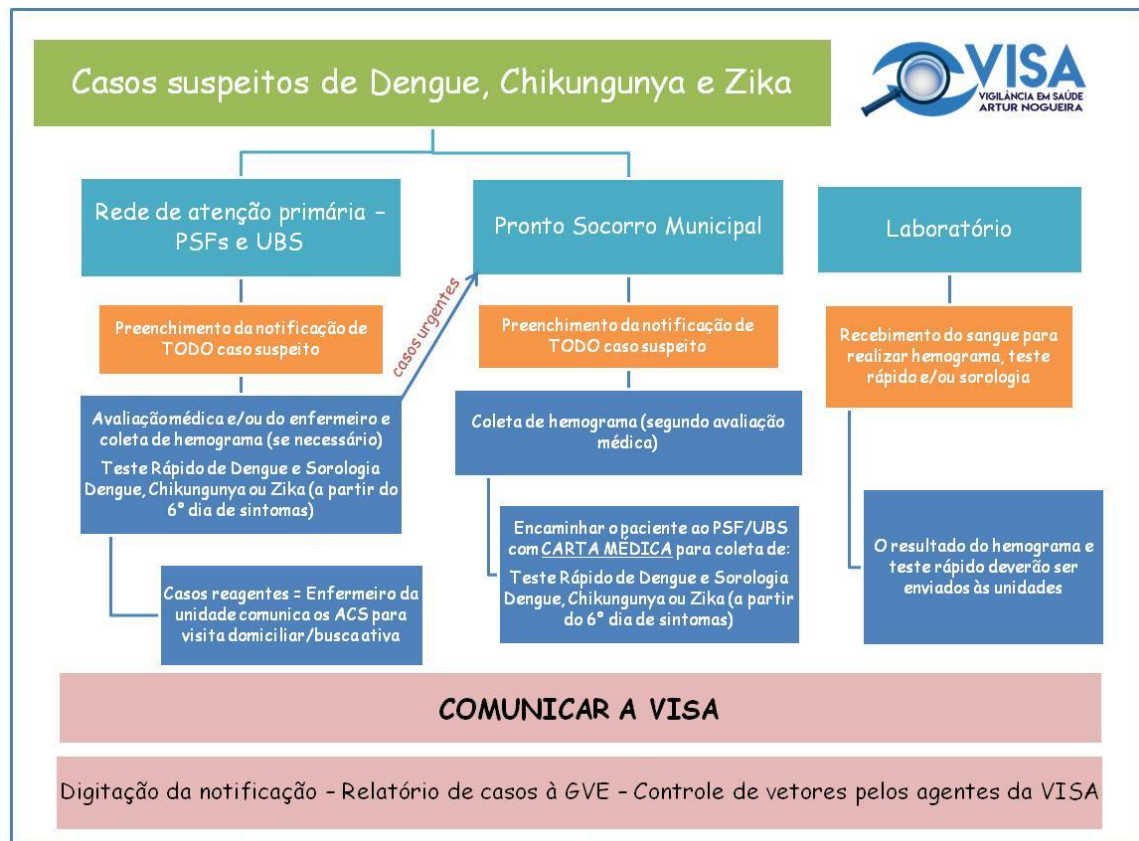 Casos suspeitos de Dengue, Chikungunya e Zika
VISA
VIGILÂNCIA EM SAÚDE
ARTUR NOGUEIRA
Rede de atenção primária –
PSFs e UBS
Preenchimento da notificação de
TODO caso suspeito
Avaliação médica e/ou do enfermeiro e
coleta de hemograma (se necessário)
Teste Rápido de Dengue e Sorologia
Dengue, Chikungunya ou Zika (a partir do
6° dia de sintomas)
Casos reagentes = Enfermeiro da
unidade comunica os ACS para
visita domiciliar/busca ativa
casos urgentes
Pronto Socorro Municipal
Preenchimento da notificação de
TODO caso suspeito
Coleta de hemograma (segundo avaliação
médica)
Encaminhar o paciente ao PSF/UBS
com CARTA MÉDICA para coleta de:
Teste Rápido de Dengue e Sorologia
Dengue, Chikungunya ou Zika (a partir
do 6° dia de sintomas)
Laboratório
Recebimento do sangue para
realizar hemograma, teste
rápido e/ou sorologia
O resultado do hemograma e
teste rápido deverão ser
enviados às unidades
COMUNICAR A VISA
Digitação da notificação – Relatório de casos à GVE – Controle de vetores pelos agentes da VISA